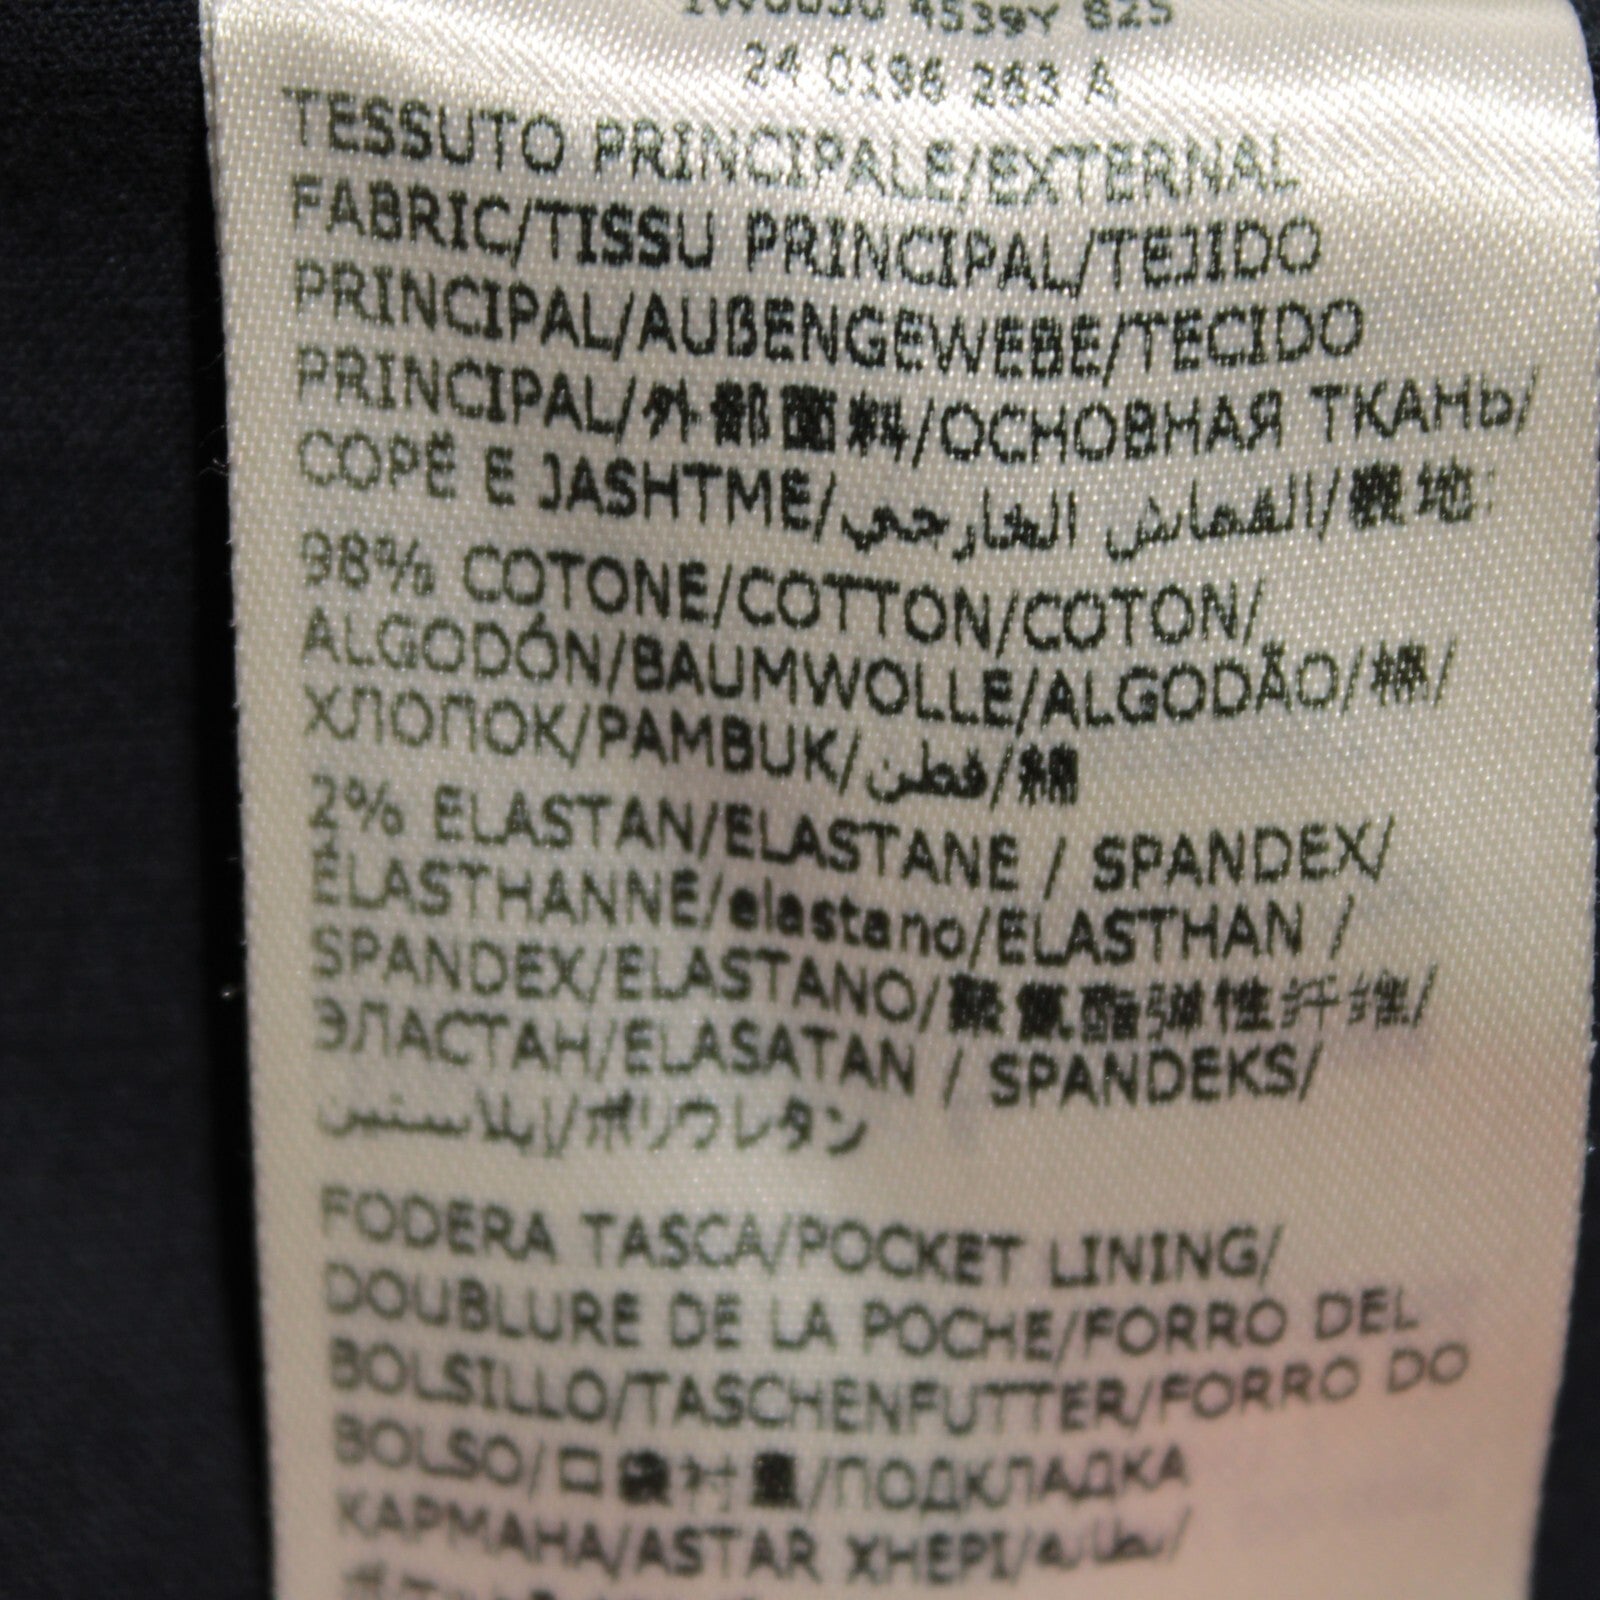 24 0196 263 A
TESSUTO PRINCIPALE/EXTERNAL
FABRIC/TISSU PRINCIPAL/TEJIDO
PRINCIPAL/AUßENGEWEBE/TECIDO
PRINCIPAL/外部面料/ОСНОВНАЯ ТКАНЬ/
COPË E JASHTME/القماش الخارجي/表地:
98% COTONE/COTTON/COTON/
ALGODÓN/BAUMWOLLE/ALGODÃO/棉/
ХЛОПОК/PAMBUK/قطن/綿
2% ELASTAN/ELASTANE / SPANDEX/
ÉLASTHANNE/elastano/ELASTHAN /
SPANDEX/ELASTANO/聚氨酯弹性纤维/
ЭЛАСТАН/ELASATAN / SPANDEKS/
إيلاستين/ポリウレタン
FODERA TASCA/POCKET LINING/
DOUBLURE DE LA POCHE/FORRO DEL
BOLSILLO/TASCHENFUTTER/FORRO DO
BOLSO/口袋衬里/ПОДКЛАДКА
КАРМАНА/ASTAR XHEPI/بطانة/